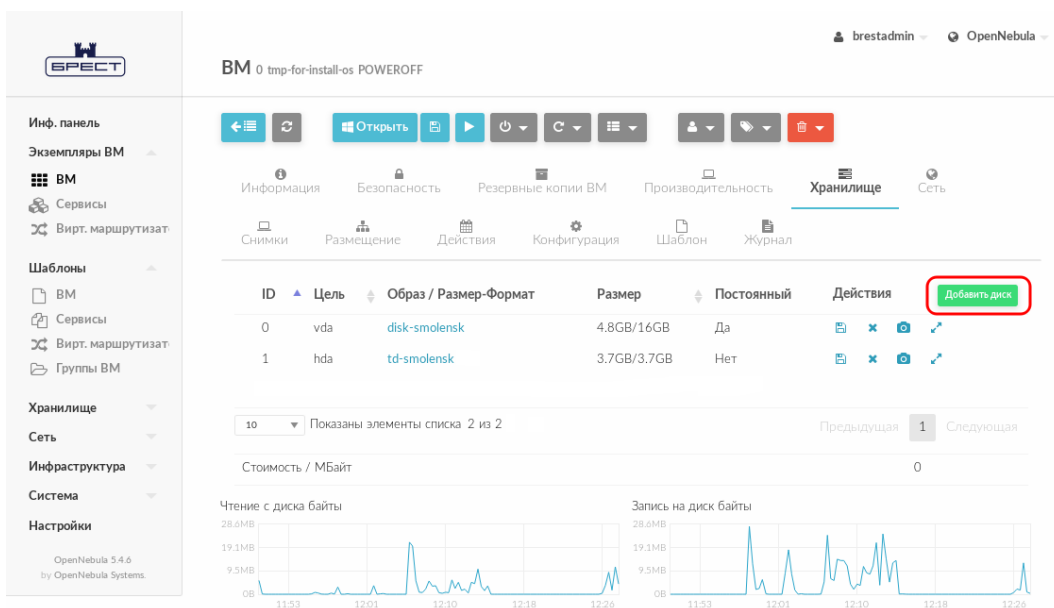 brestadmin OpenNebula
БРЕСТ
ВМ 0 tmp-for-install-os POWEROFF
Инф. панель
Экземпляры ВМ
ВМ
Сервисы
Вирт. маршрутизат
Шаблоны
ВМ
Сервисы
Вирт. маршрутизат
Группы ВМ
Хранилище
Сеть
Инфраструктура
Система
Настройки
OpenNebula 5.4.6
by OpenNebula Systems.
Открыть
Информация Безопасность Резервные копии ВМ Производительность Хранилище Сеть
Снимки Размещение Действия Конфигурация Шаблон Журнал
ID Цель Образ / Размер-Формат Размер Постоянный Действия Добавить диск
0 vda disk-smolensk 4.8GB/16GB Да
1 hda td-smolensk 3.7GB/3.7GB Нет
10 Показаны элементы списка 2 из 2 Предыдущая 1 Следующая
Стоимость / МБайт 0
Чтение с диска байты
28.6MB
19.1MB
9.5MB
0B
11:53 12:01 12:10 12:18 12:26
Запись на диск байты
28.6MB
19.1MB
9.5MB
0B
11:53 12:01 12:10 12:18 12:26